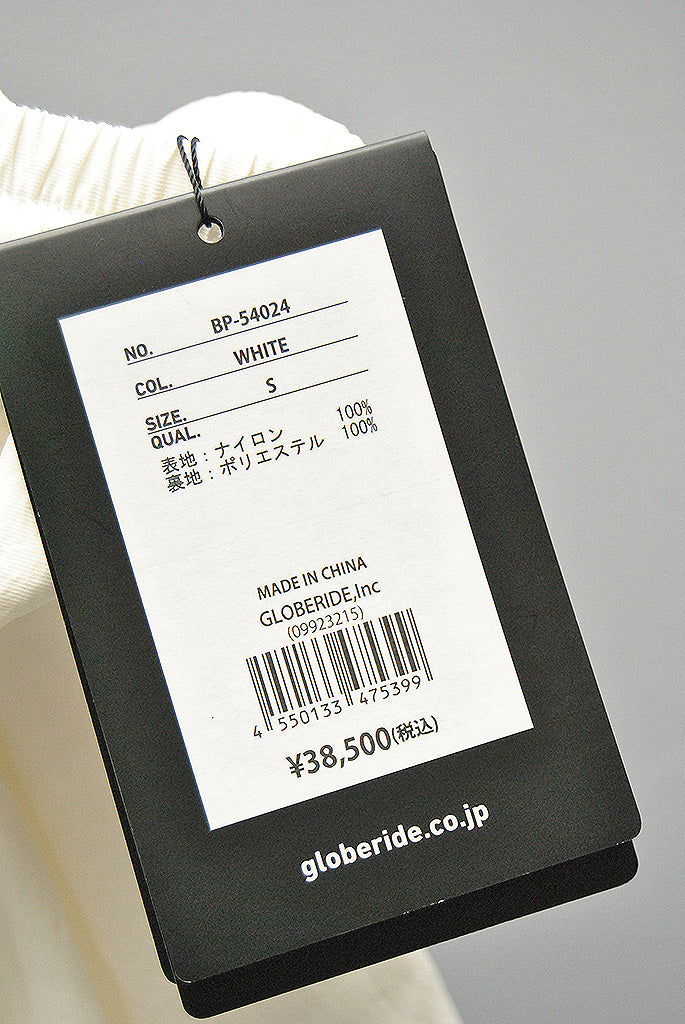 NO. BP-54024
COL. WHITE
SIZE. S
QUAL.
表地：ナイロン 100%
裏地：ポリエステル 100%
MADE IN CHINA
GLOBERIDE,Inc
(09923215)
4 550133 475399
¥38,500(税込)
globeride.co.jp